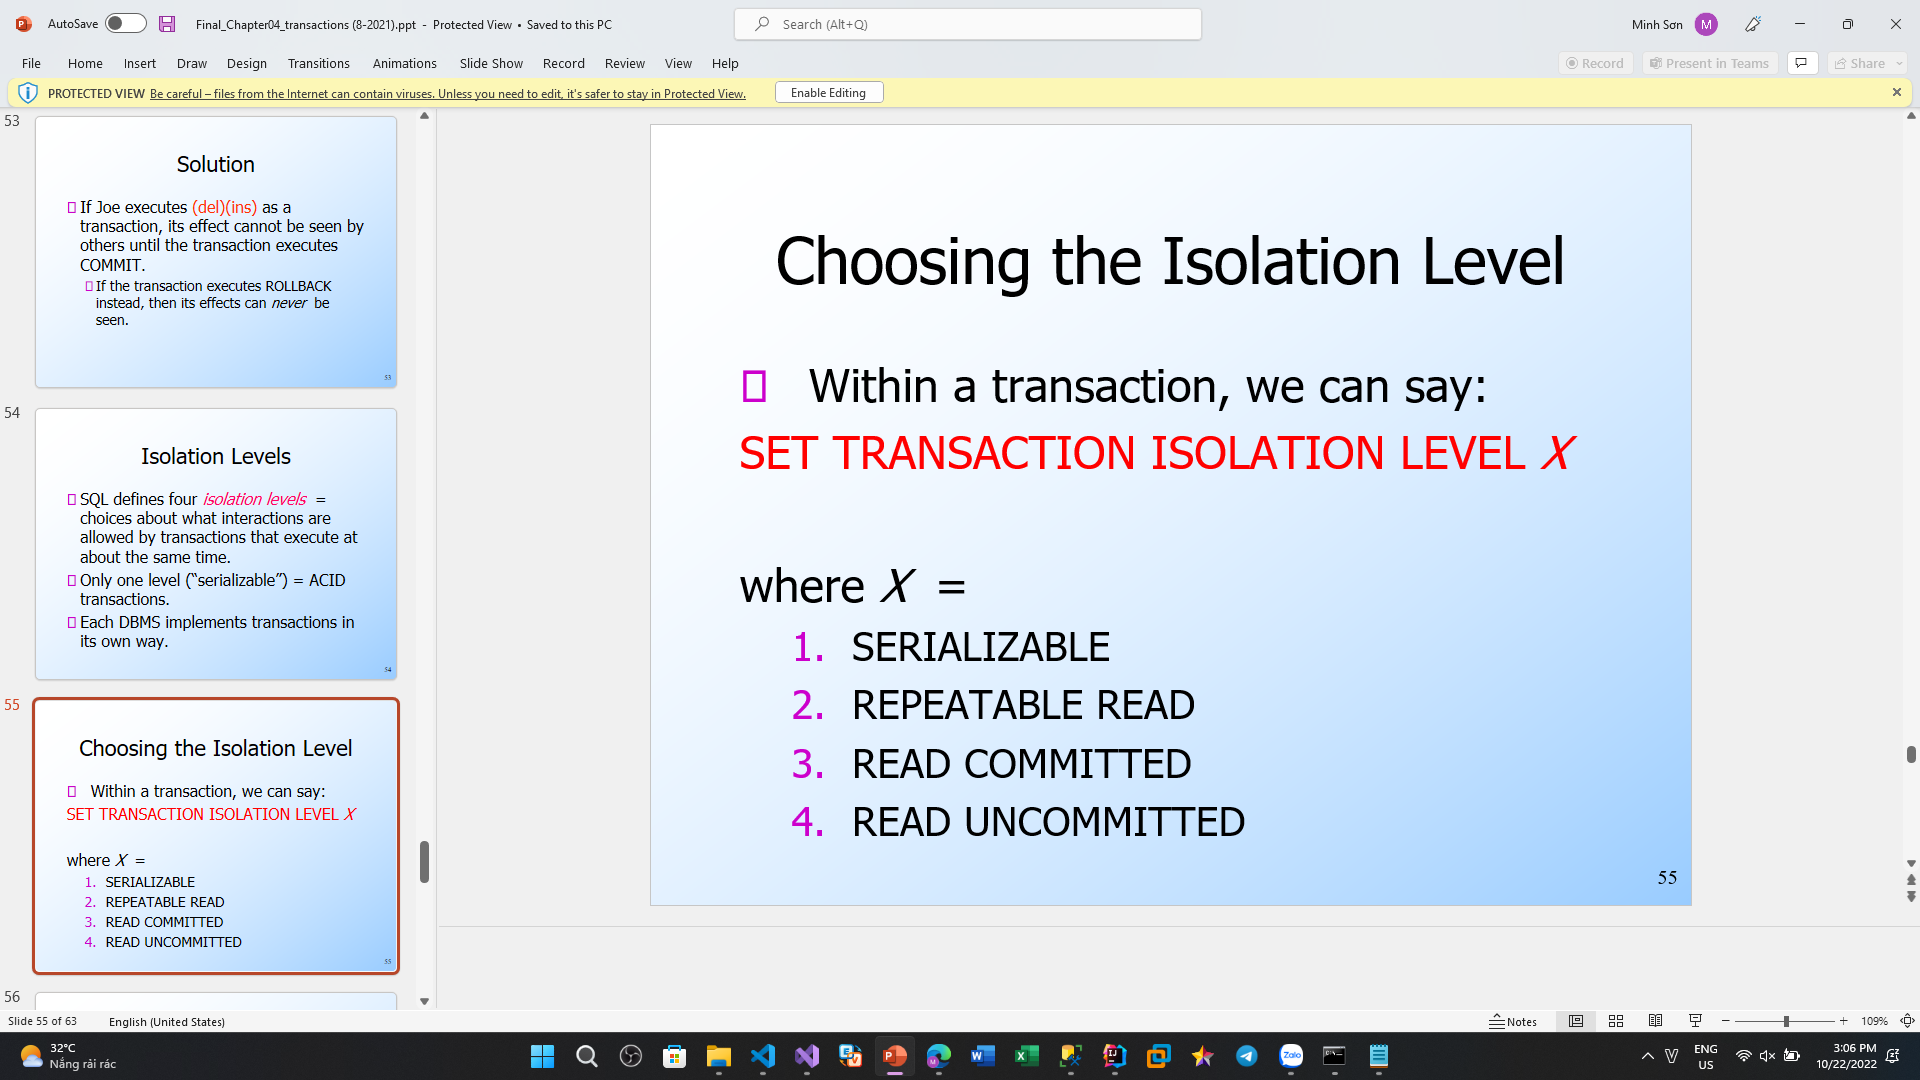 AutoSave
Final_Chapter04_transactions (8-2021).ppt - Protected View • Saved to this PC
Search (Alt+Q)
Minh Sơn
M
File Home Insert Draw Design Transitions Animations Slide Show Record Review View Help
Record Present in Teams Share
PROTECTED VIEW Be careful – files from the Internet can contain viruses. Unless you need to edit, it's safer to stay in Protected View. Enable Editing
53
Solution
If Joe executes (del)(ins) as a
transaction, its effect cannot be seen by
others until the transaction executes
COMMIT.
If the transaction executes ROLLBACK
instead, then its effects can never be
seen.
53
54
Isolation Levels
SQL defines four isolation levels =
choices about what interactions are
allowed by transactions that execute at
about the same time.
Only one level (“serializable”) = ACID
transactions.
Each DBMS implements transactions in
its own way.
54
55
Choosing the Isolation Level
Within a transaction, we can say:
SET TRANSACTION ISOLATION LEVEL X
where X =
1. SERIALIZABLE
2. REPEATABLE READ
3. READ COMMITTED
4. READ UNCOMMITTED
55
56
Choosing the Isolation Level
Within a transaction, we can say:
SET TRANSACTION ISOLATION LEVEL X
where X =
1. SERIALIZABLE
2. REPEATABLE READ
3. READ COMMITTED
4. READ UNCOMMITTED
55
Slide 55 of 63 English (United States)
Notes
109%
32°C
Nắng rải rác
Zalo
ENG
US
3:06 PM
10/22/2022